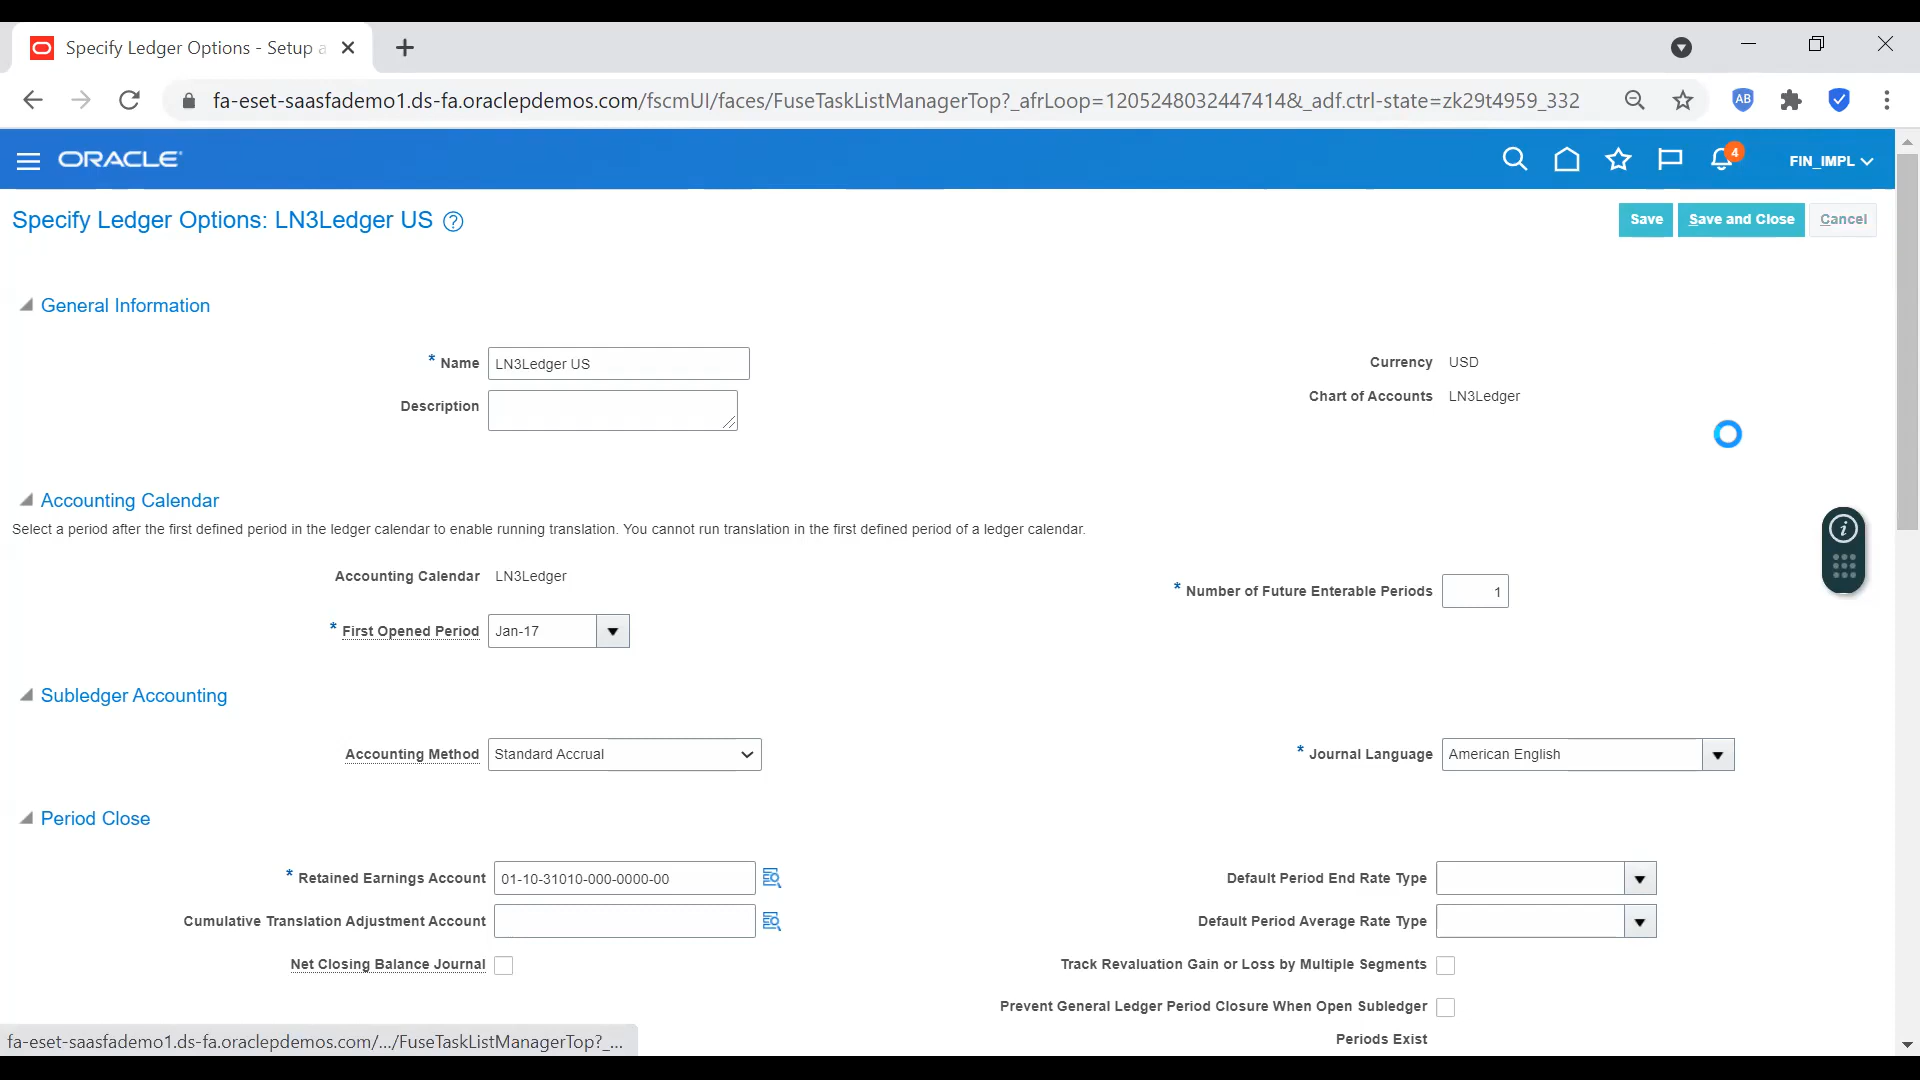 Specify Ledger Options - Setup a
fa-eset-saasfademo1.ds-fa.oraclepdemos.com/fscmUI/faces/FuseTaskListManagerTop?_afrLoop=1205248032447414&_adf.ctrl-state=zk29t4959_332
AB
ORACLE
4
FIN_IMPL
Specify Ledger Options: LN3Ledger US ?
Save Save and Close Cancel
General Information
* Name LN3Ledger US
Currency USD
Description
Chart of Accounts LN3Ledger
Accounting Calendar
Select a period after the first defined period in the ledger calendar to enable running translation. You cannot run translation in the first defined period of a ledger calendar.
Accounting Calendar LN3Ledger
* Number of Future Enterable Periods 1
* First Opened Period Jan-17
Subledger Accounting
Accounting Method Standard Accrual
* Journal Language American English
Period Close
* Retained Earnings Account 01-10-31010-000-0000-00
Default Period End Rate Type
Cumulative Translation Adjustment Account
Default Period Average Rate Type
Net Closing Balance Journal
Track Revaluation Gain or Loss by Multiple Segments
Prevent General Ledger Period Closure When Open Subledger
Periods Exist
fa-eset-saasfademo1.ds-fa.oraclepdemos.com/.../FuseTaskListManagerTop?_...